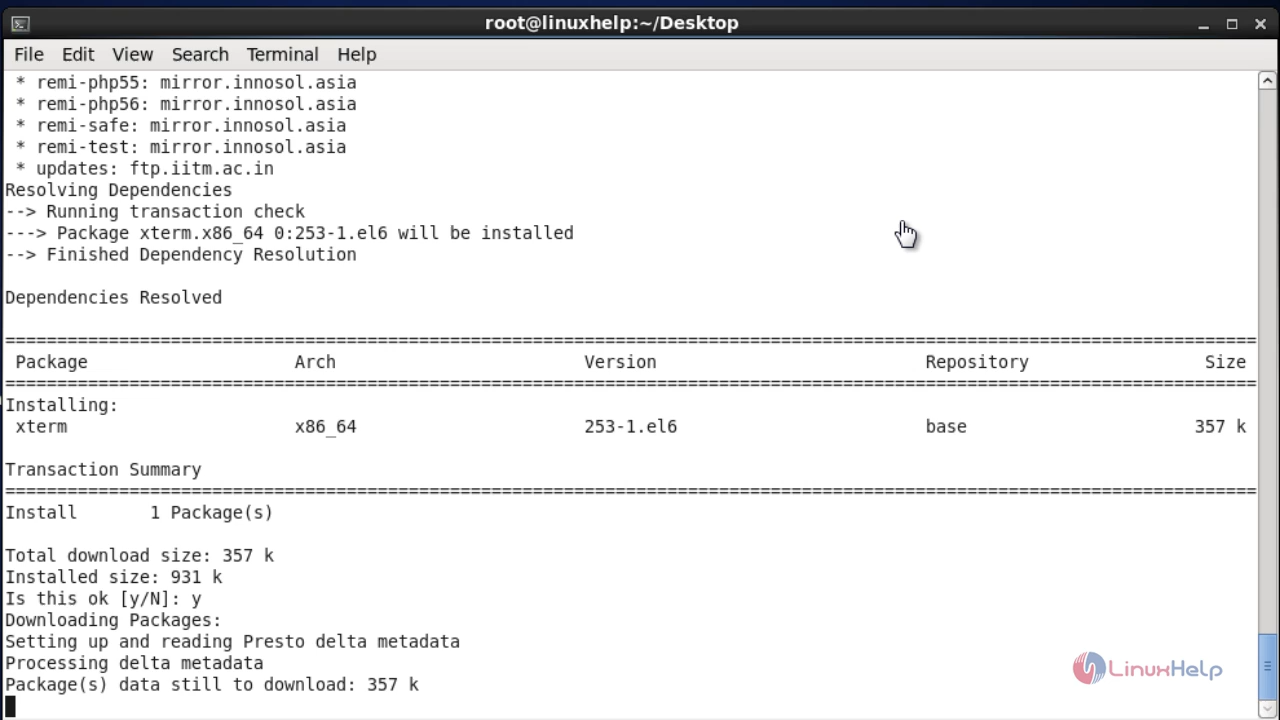 root@linuxhelp:~/Desktop
File Edit View Search Terminal Help
* remi-php55: mirror.innosol.asia
* remi-php56: mirror.innosol.asia
* remi-safe: mirror.innosol.asia
* remi-test: mirror.innosol.asia
* updates: ftp.iitm.ac.in
Resolving Dependencies
--> Running transaction check
---> Package xterm.x86_64 0:253-1.el6 will be installed
--> Finished Dependency Resolution
Dependencies Resolved
================================================================================
Package Arch Version Repository Size
================================================================================
Installing:
xterm x86_64 253-1.el6 base 357 k
Transaction Summary
================================================================================
Install 1 Package(s)
Total download size: 357 k
Installed size: 931 k
Is this ok [y/N]: y
Downloading Packages:
Setting up and reading Presto delta metadata
Processing delta metadata
Package(s) data still to download: 357 k
LinuxHelp